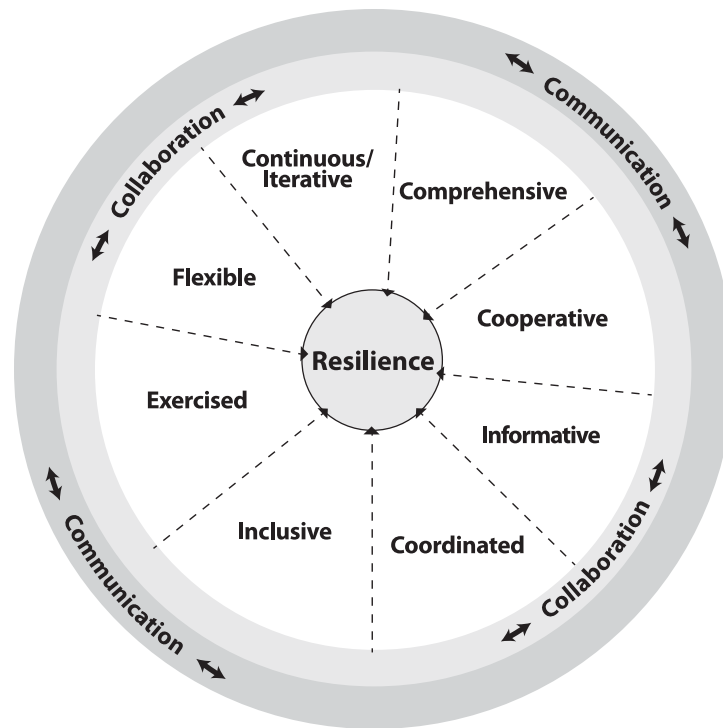 Communication
Collaboration
Continuous/
Iterative
Comprehensive
Flexible
Cooperative
Resilience
Exercised
Informative
Inclusive
Coordinated
Communication
Collaboration